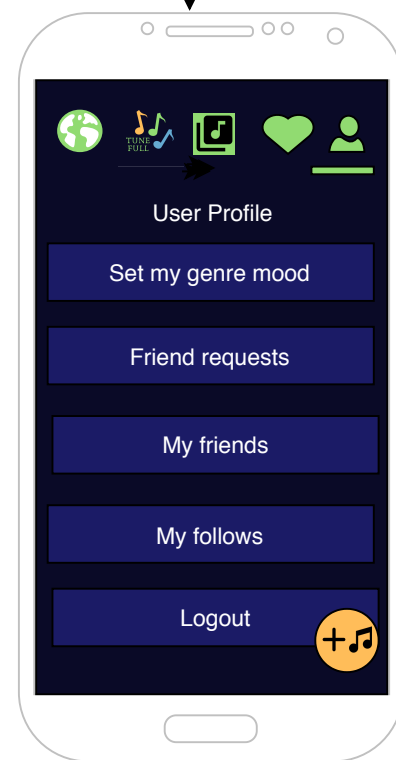 TUNE
FULL
User Profile
Set my genre mood
Friend requests
My friends
My follows
Logout